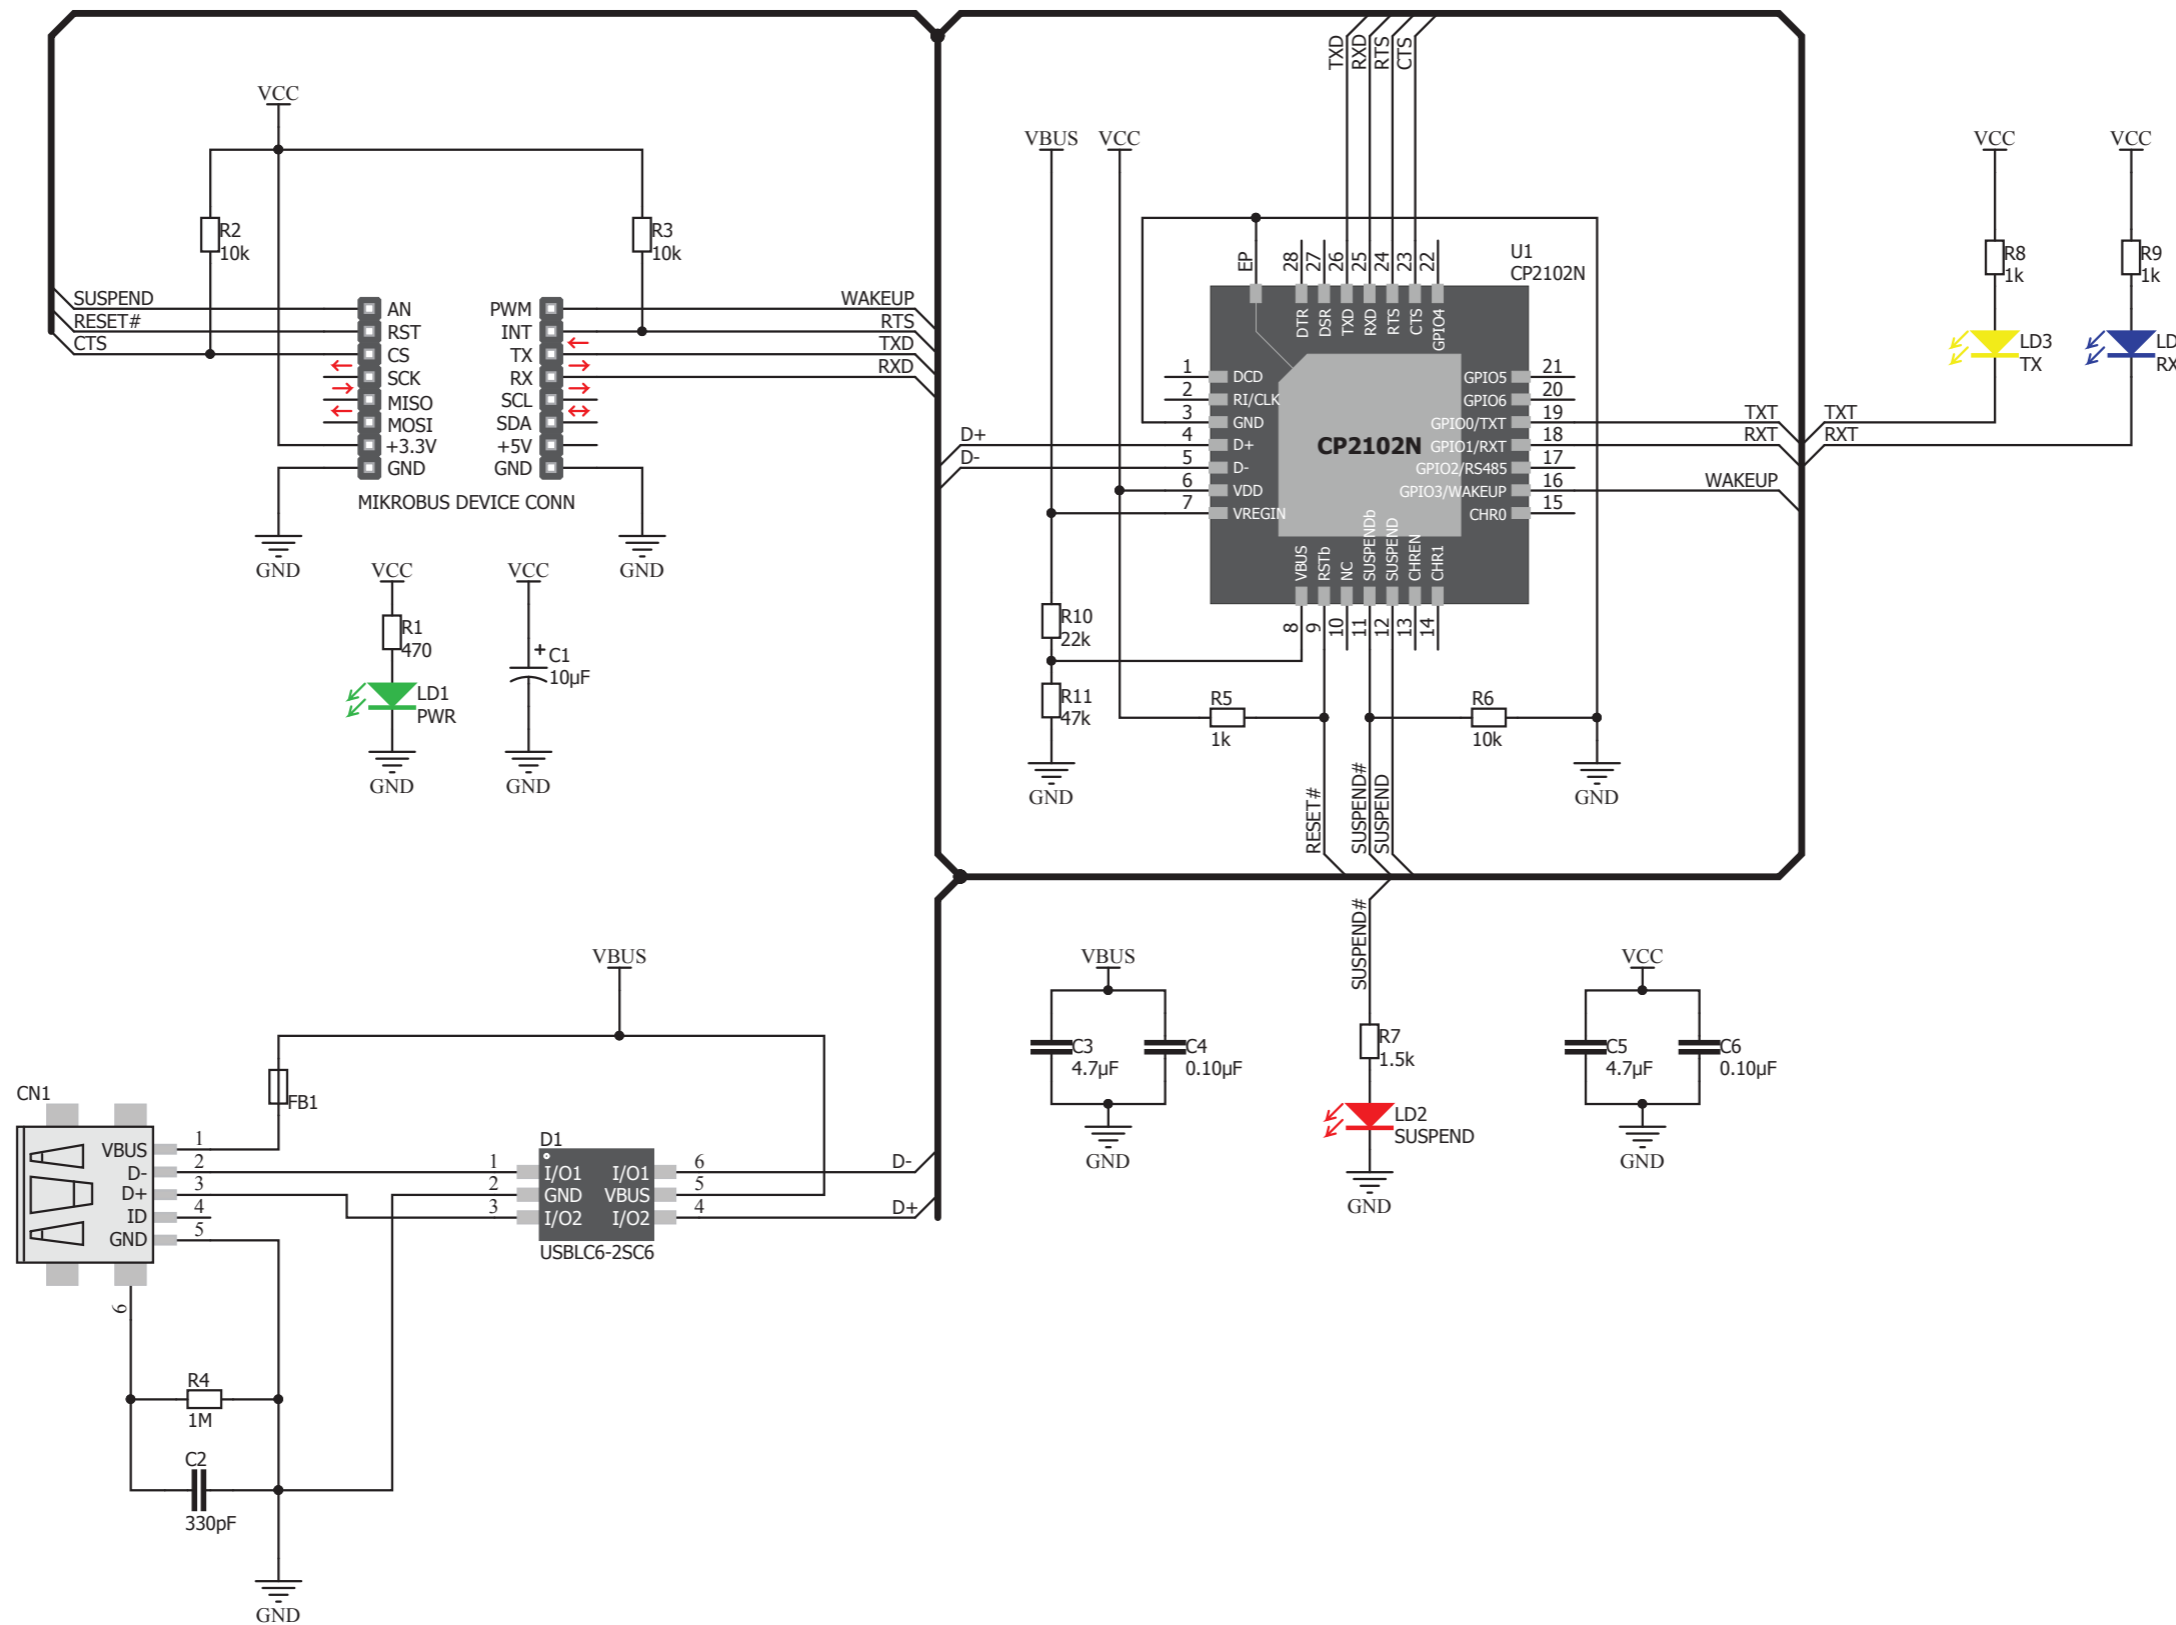 VCC
R2
10k
R3
10k
SUSPEND
RESET#
CTS
AN
RST
CS
SCK
MISO
MOSI
+3.3V
GND
PWM
INT
TX
RX
SCL
SDA
+5V
GND
WAKEUP
RTS
TXD
RXD
MIKROBUS DEVICE CONN
GND
GND
VCC
R1
470
LD1
PWR
GND
VCC
+
C1
10µF
GND
TXD
RXD
RTS
CTS
VBUS
VCC
U1
CP2102N
EP
28
27
26
25
24
23
22
DTR
DSR
TXD
RXD
RTS
CTS
GPIO4
1
2
3
4
5
6
7
DCD
RI/CLK
GND
D+
D-
VDD
VREGIN
D+
D-
CP2102N
GPIO5
GPIO6
GPIO0/TXT
GPIO1/RXT
GPIO2/RS485
GPIO3/WAKEUP
CHR0
21
20
19
18
17
16
15
TXT
RXT
WAKEUP
TXT
RXT
VBUS
RSTb
NC
SUSPENDb
SUSPEND
CHREN
CHR1
8
9
10
11
12
13
14
R10
22k
R11
47k
GND
R5
1k
R6
10k
GND
RESET#
SUSPEND#
SUSPEND
VCC
R8
1k
LD3
TX
VCC
R9
1k
LD
RX
SUSPEND#
R7
1.5k
LD2
SUSPEND
GND
VBUS
C3
4.7µF
C4
0.10µF
GND
VCC
C5
4.7µF
C6
0.10µF
GND
VBUS
FB1
CN1
VBUS
D-
D+
ID
GND
1
2
3
4
5
6
D1
1
2
3
I/O1
GND
I/O2
I/O1
VBUS
I/O2
6
5
4
D-
D+
USBLC6-2SC6
R4
1M
C2
330pF
GND